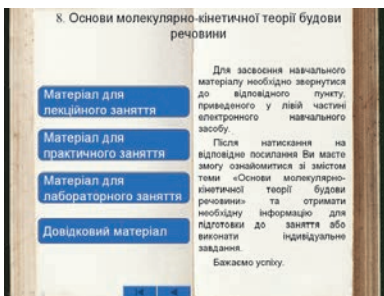 8. Основи молекулярно-кінетичної теорії будови
речовини
Матеріал для
лекційного заняття
Матеріал для
практичного заняття
Матеріал для
лабораторного заняття
Довідковий матеріал
Для засвоєння навчального
матеріалу необхідно звернутися
до відповідного пункту,
приведеного у лівій частині
електронного навчального
засобу.
Після натискання на
відповідне посилання Ви маєте
змогу ознайомитися зі змістом
теми «Основи молекулярно-
кінетичної теорії будови
речовини» та отримати
необхідну інформацію для
підготовки до заняття або
виконати індивідуальне
завдання.
Бажаємо успіху.